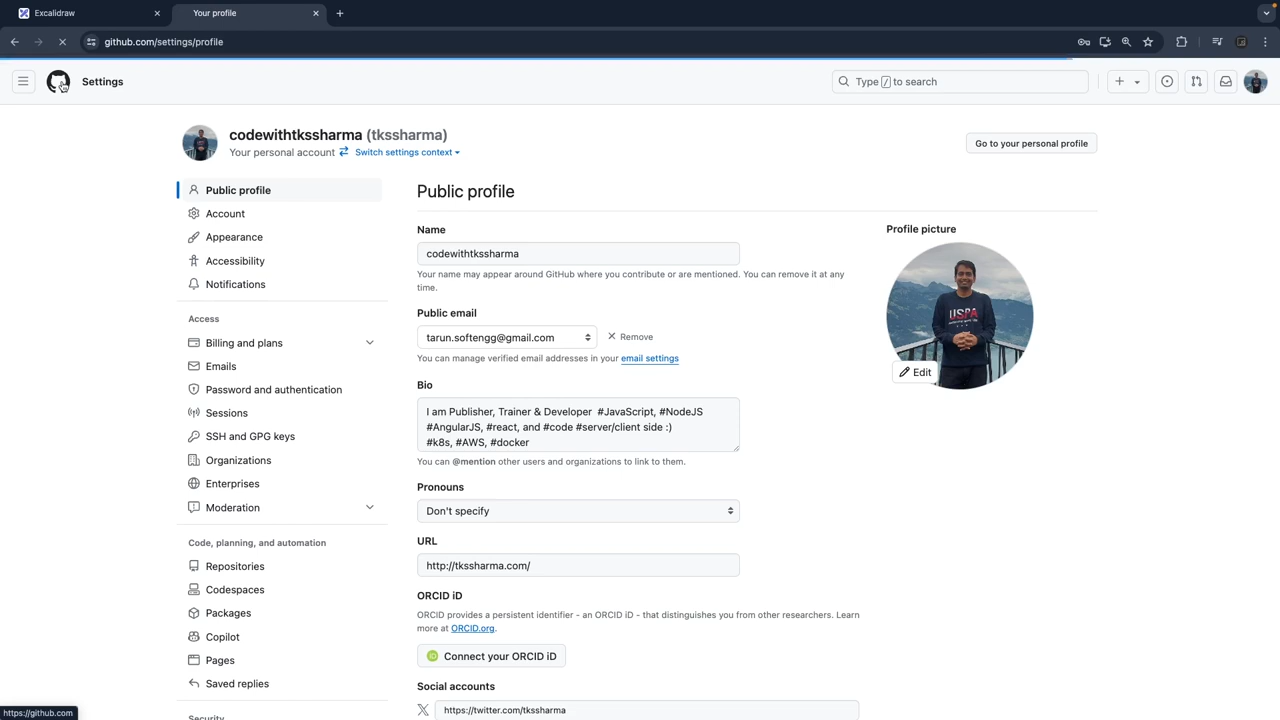 Excalidraw
Your profile
github.com/settings/profile
Settings
Type / to search
codewithtkssharma (tkssharma)
Your personal account Switch settings context
Go to your personal profile
Public profile
Account
Appearance
Accessibility
Notifications
Access
Billing and plans
Emails
Password and authentication
Sessions
SSH and GPG keys
Organizations
Enterprises
Moderation
Code, planning, and automation
Repositories
Codespaces
Packages
Copilot
Pages
Saved replies
Security
Public profile
Name
codewithtkssharma
Your name may appear around GitHub where you contribute or are mentioned. You can remove it at any
time.
Public email
tarun.softengg@gmail.com
Remove
You can manage verified email addresses in your email settings
Bio
I am Publisher, Trainer & Developer #JavaScript, #NodeJS
#AngularJS, #react, and #code #server/client side :)
#k8s, #AWS, #docker
You can @mention other users and organizations to link to them.
Pronouns
Don't specify
URL
http://tkssharma.com/
ORCID iD
ORCID provides a persistent identifier - an ORCID iD - that distinguishes you from other researchers. Learn
more at ORCID.org.
Connect your ORCID iD
Social accounts
https://twitter.com/tkssharma
Profile picture
USPA
Edit
https://github.com